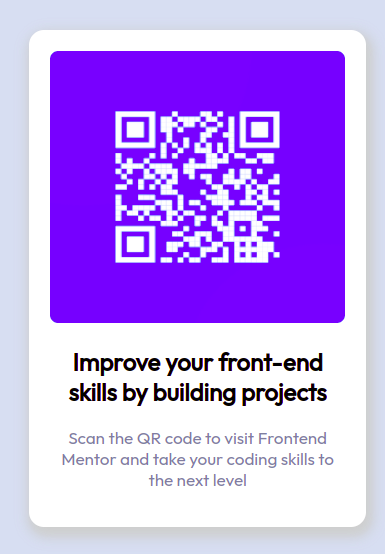 Improve your front-end
skills by building projects
Scan the QR code to visit Frontend
Mentor and take your coding skills to
the next level